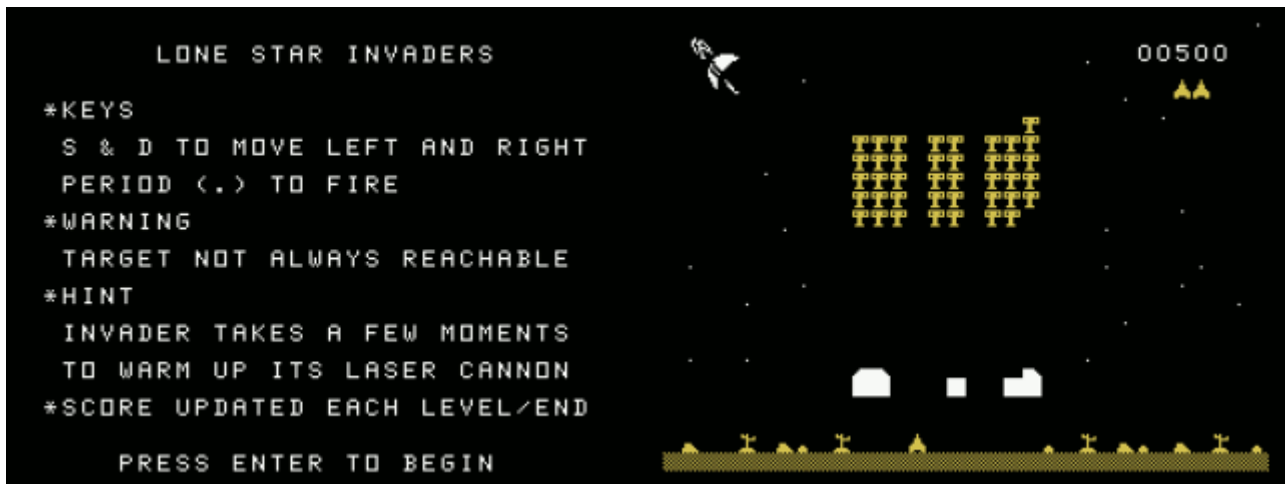 LONE STAR INVADERS
*KEYS
S & D TO MOVE LEFT AND RIGHT
PERIOD (.) TO FIRE
*WARNING
TARGET NOT ALWAYS REACHABLE
*HINT
INVADER TAKES A FEW MOMENTS
TO WARM UP ITS LASER CANNON
*SCORE UPDATED EACH LEVEL/END
PRESS ENTER TO BEGIN
00500